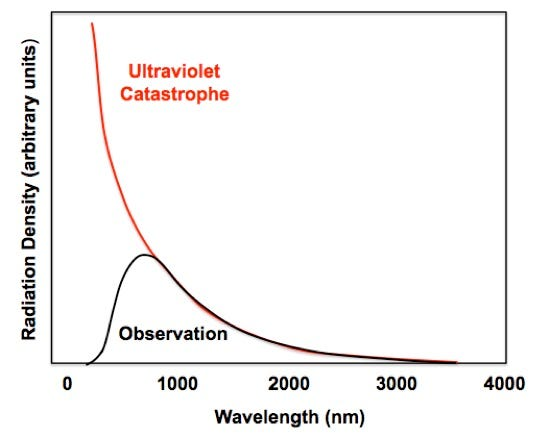 Ultraviolet
Catastrophe
Radiation Density (arbitrary units)
Observation
0 1000 2000 3000 4000
Wavelength (nm)